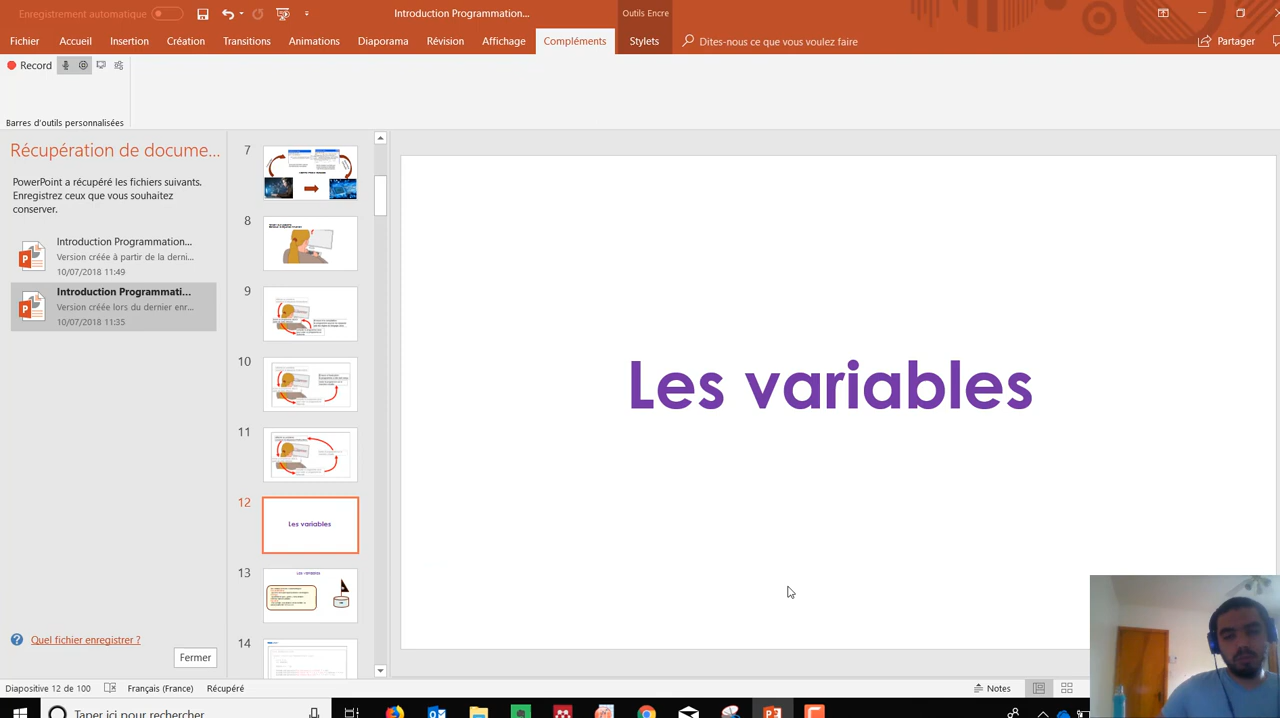 Enregistrement automatique
Introduction Programmation...
Outils Encre
Fichier
Accueil
Insertion
Création
Transitions
Animations
Diaporama
Révision
Affichage
Compléments
Stylets
Dites-nous ce que vous voulez faire
Partager
Record
Barres d'outils personnalisées
Récupération de docume...
PowerPoint a récupéré les fichiers suivants.
Enregistrez ceux que vous souhaitez
conserver.
Introduction Programmation...
Version créée à partir de la derni...
10/07/2018 11:49
Introduction Programmati...
Version créée lors du dernier enr...
10/07/2018 11:35
7
8
9
10
11
12
Les variables
13
Les variables
14
Les variables
Quel fichier enregistrer ?
Fermer
Diapositive 12 de 100
Français (France)
Récupéré
Notes
Taper ici pour rechercher